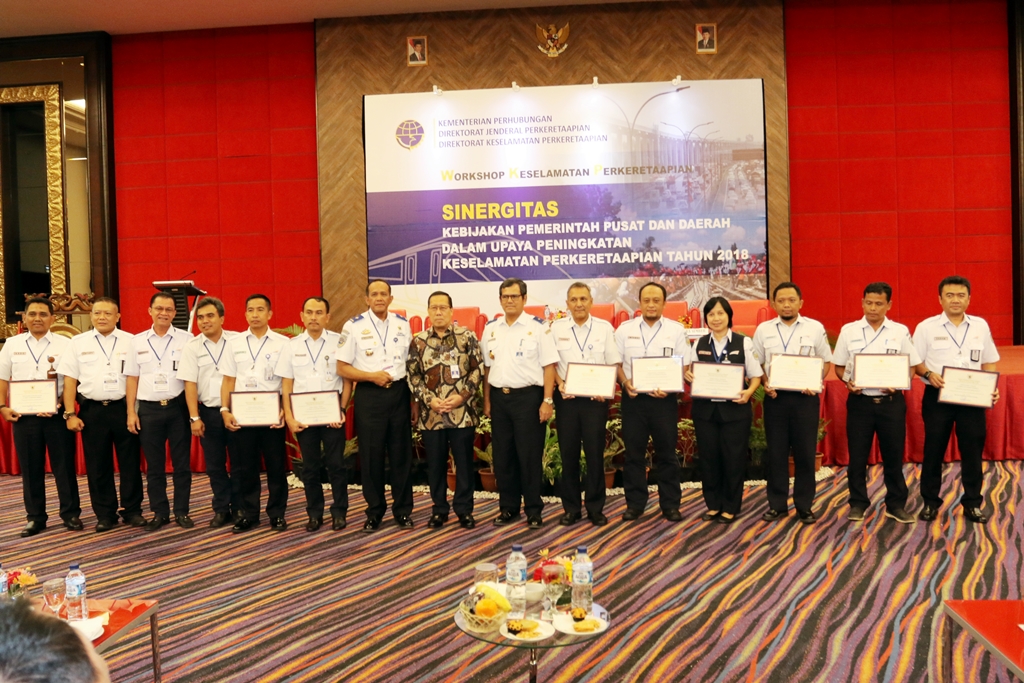 KEMENTERIAN PERHUBUNGAN
DIREKTORAT JENDERAL PERKERETAAPIAN
DIREKTORAT KESELAMATAN PERKERETAAPIAN
WORKSHOP KESELAMATAN PERKERETAAPIAN
SINERGITAS
KEBIJAKAN PEMERINTAH PUSAT DAN DAERAH
DALAM UPAYA PENINGKATAN
KESELAMATAN PERKERETAAPIAN TAHUN 2018